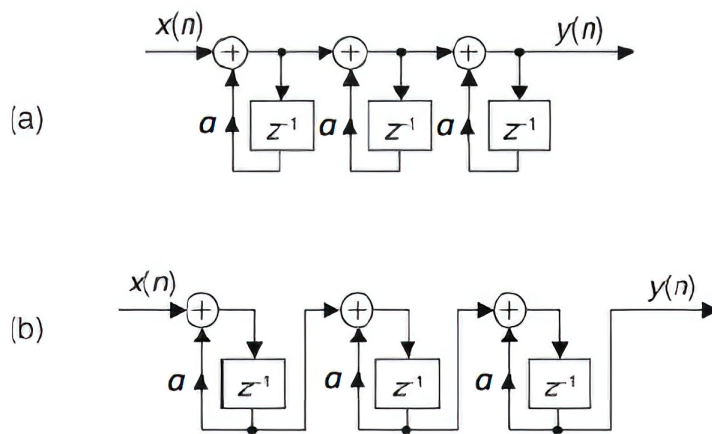 x(n) + + + y(n)
(a)
a z⁻¹ a z⁻¹ a z⁻¹
x(n) + + + y(n)
(b)
a z⁻¹ a z⁻¹ a z⁻¹